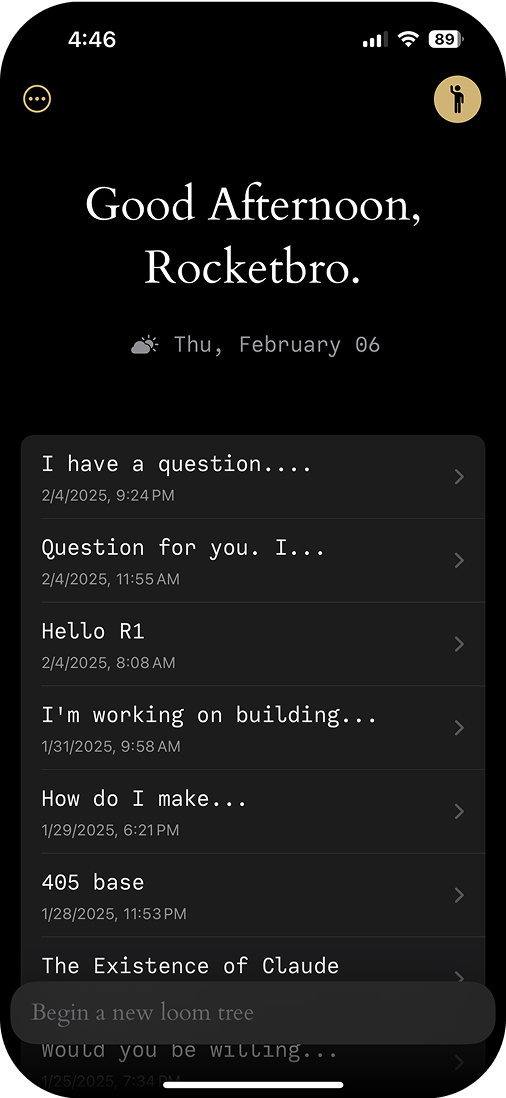 4:46
89
Good Afternoon,
Rocketbro.
Thu, February 06
I have a question....
2/4/2025, 9:24 PM
Question for you. I...
2/4/2025, 11:55 AM
Hello R1
2/4/2025, 8:08 AM
I'm working on building...
1/31/2025, 9:58 AM
How do I make...
1/29/2025, 6:21 PM
405 base
1/28/2025, 11:53 PM
The Existence of Claude
Begin a new loom tree
Would you be willing...
1/25/2025, 7:34 PM